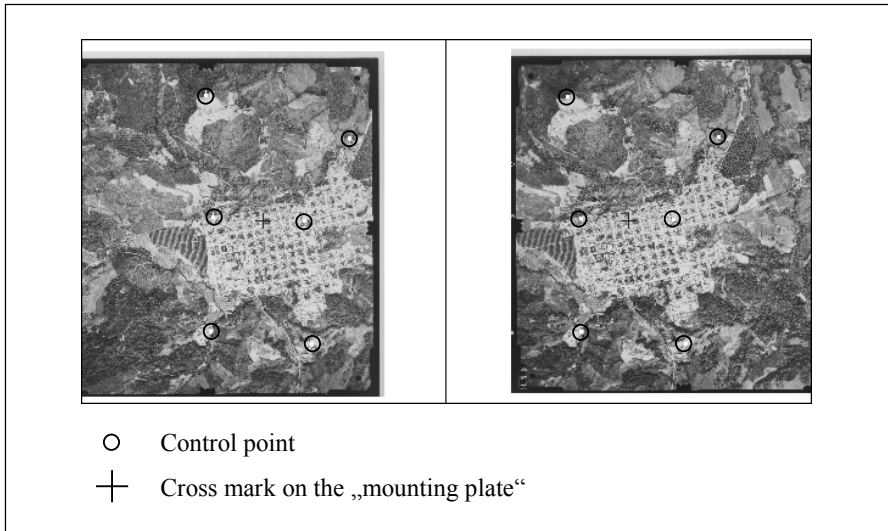 Control point
Cross mark on the „mounting plate“